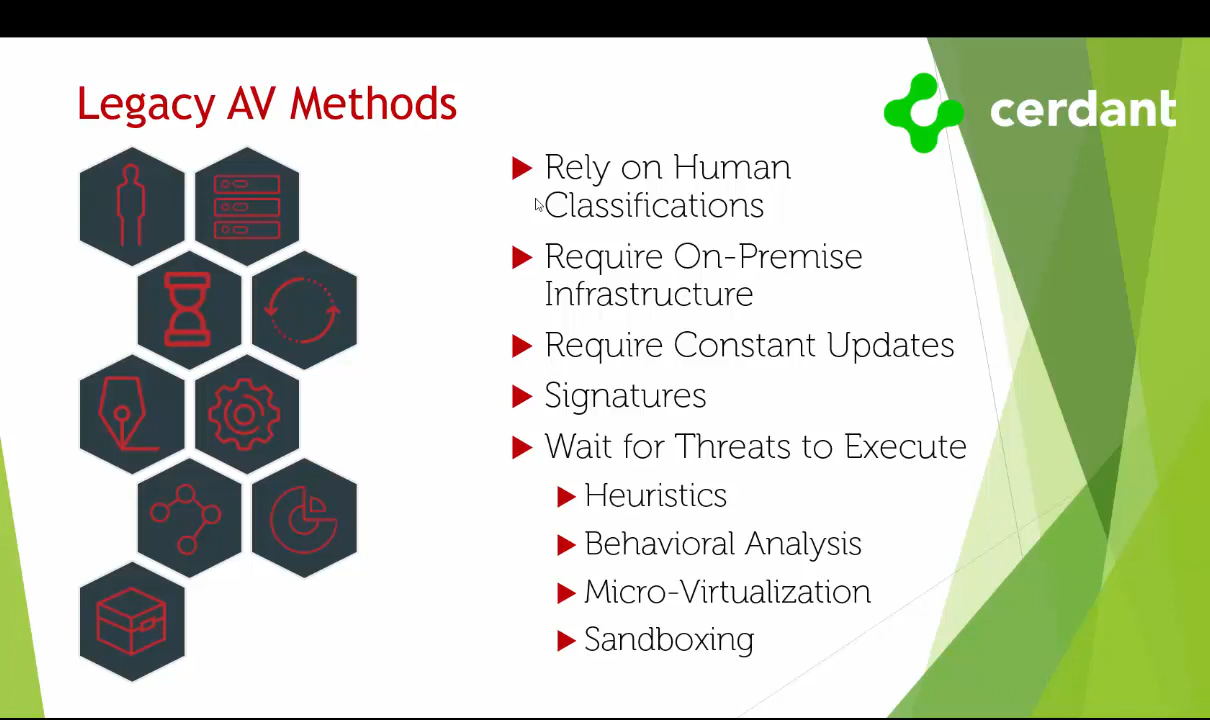 Legacy AV Methods
cerdant
Rely on Human
Classifications
Require On-Premise
Infrastructure
Require Constant Updates
Signatures
Wait for Threats to Execute
Heuristics
Behavioral Analysis
Micro-Virtualization
Sandboxing